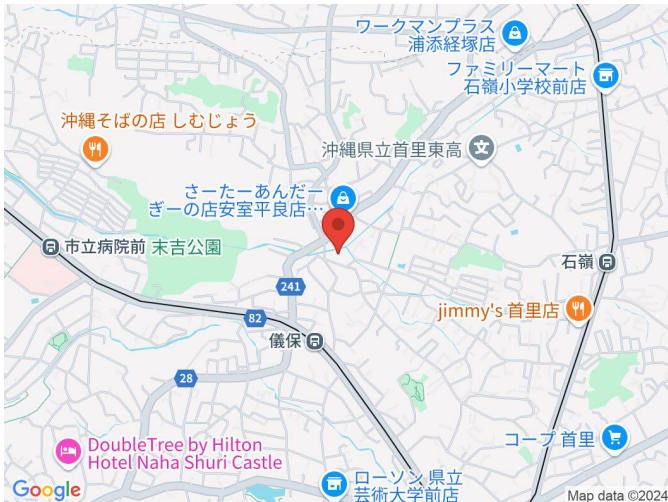 ワークマンプラス
浦添経塚店
ファミリーマート
石嶺小学校前店
沖縄そばの店 しむじょう
沖縄県立首里東高
さーたーあんだー
ぎーの店安室平良店…
市立病院前
末吉公園
石嶺
241
jimmy's 首里店
82
儀保
28
コープ 首里
DoubleTree by Hilton
Hotel Naha Shuri Castle
ローソン 県立
芸術大学前店
Google
Map data ©2024